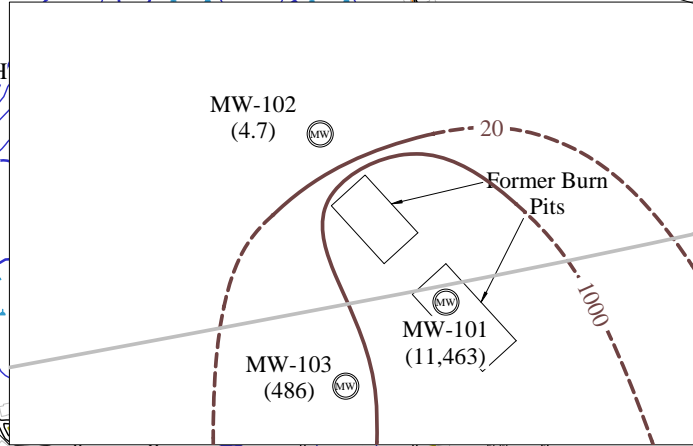 MW-102
(4.7)
MW
20
Former Burn
Pits
1000
MW
MW-101
(11,463)
MW-103
(486)
MW